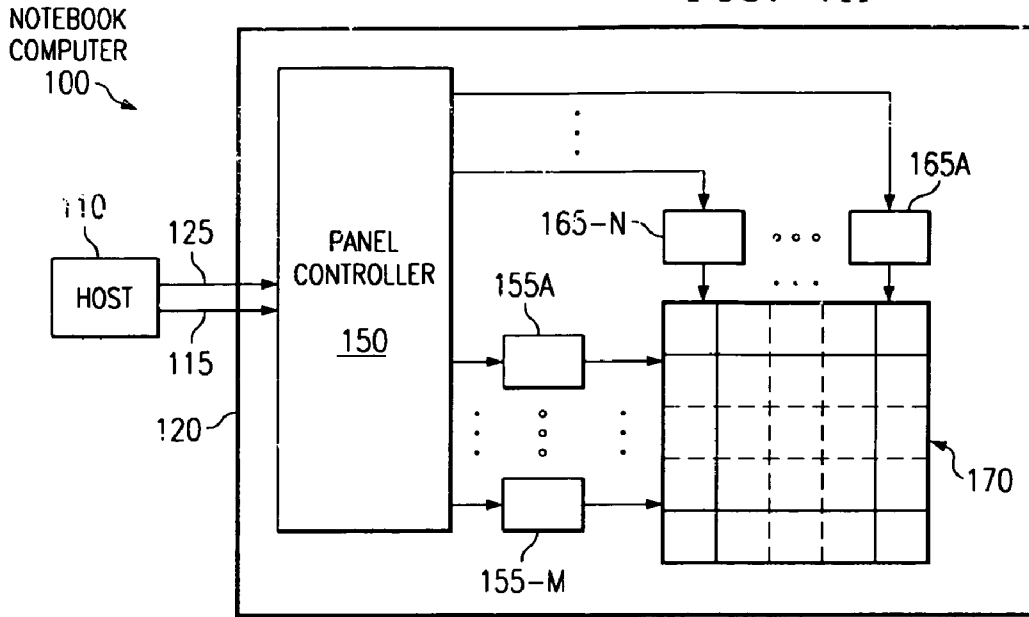 NOTEBOOK
COMPUTER
100
110
HOST
125
115
120
PANEL
CONTROLLER
150
165-N
165A
155A
155-M
170